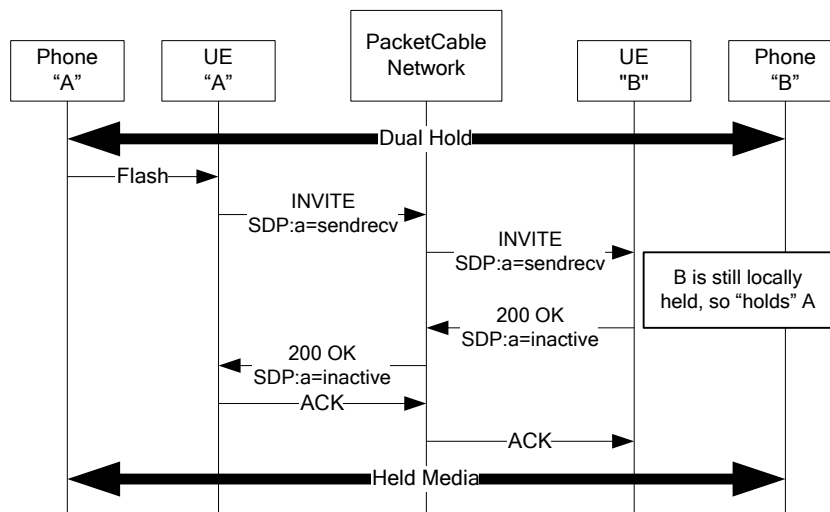 Phone
“A”
UE
“A”
PacketCable
Network
UE
"B"
Phone
“B”
Dual Hold
Flash
INVITE
SDP:a=sendrecv
INVITE
SDP:a=sendrecv
B is still locally
held, so “holds” A
200 OK
SDP:a=inactive
200 OK
SDP:a=inactive
ACK
ACK
Held Media